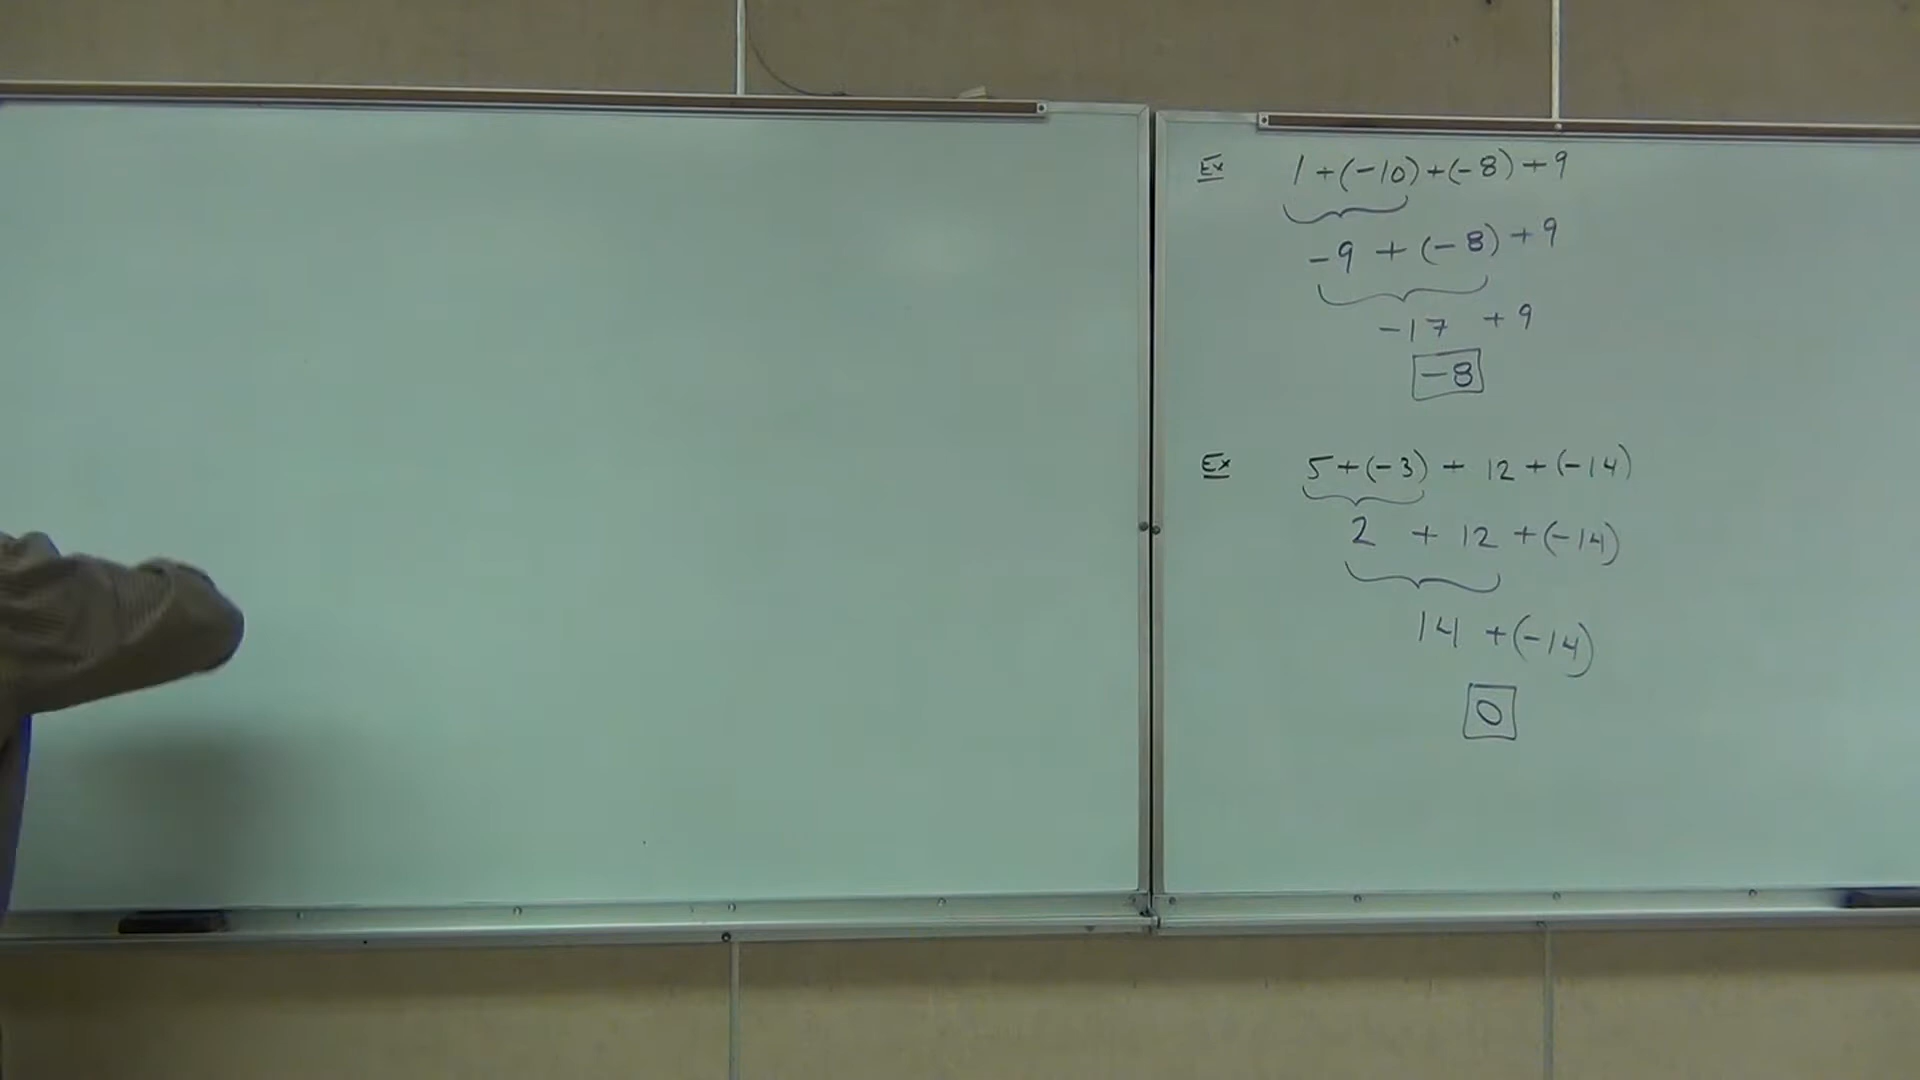 Ex 1 + (-10) + (-8) + 9
-9 + (-8) + 9
-17 + 9
-8
Ex 5 + (-3) + 12 + (-14)
2 + 12 + (-14)
14 + (-14)
0